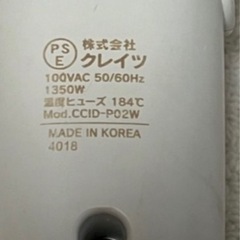 PSE 株式会社
クレイツ
100VAC 50/60Hz
1350W
温度ヒューズ 184℃
Mod.CCID-P02W
MADE IN KOREA
4018